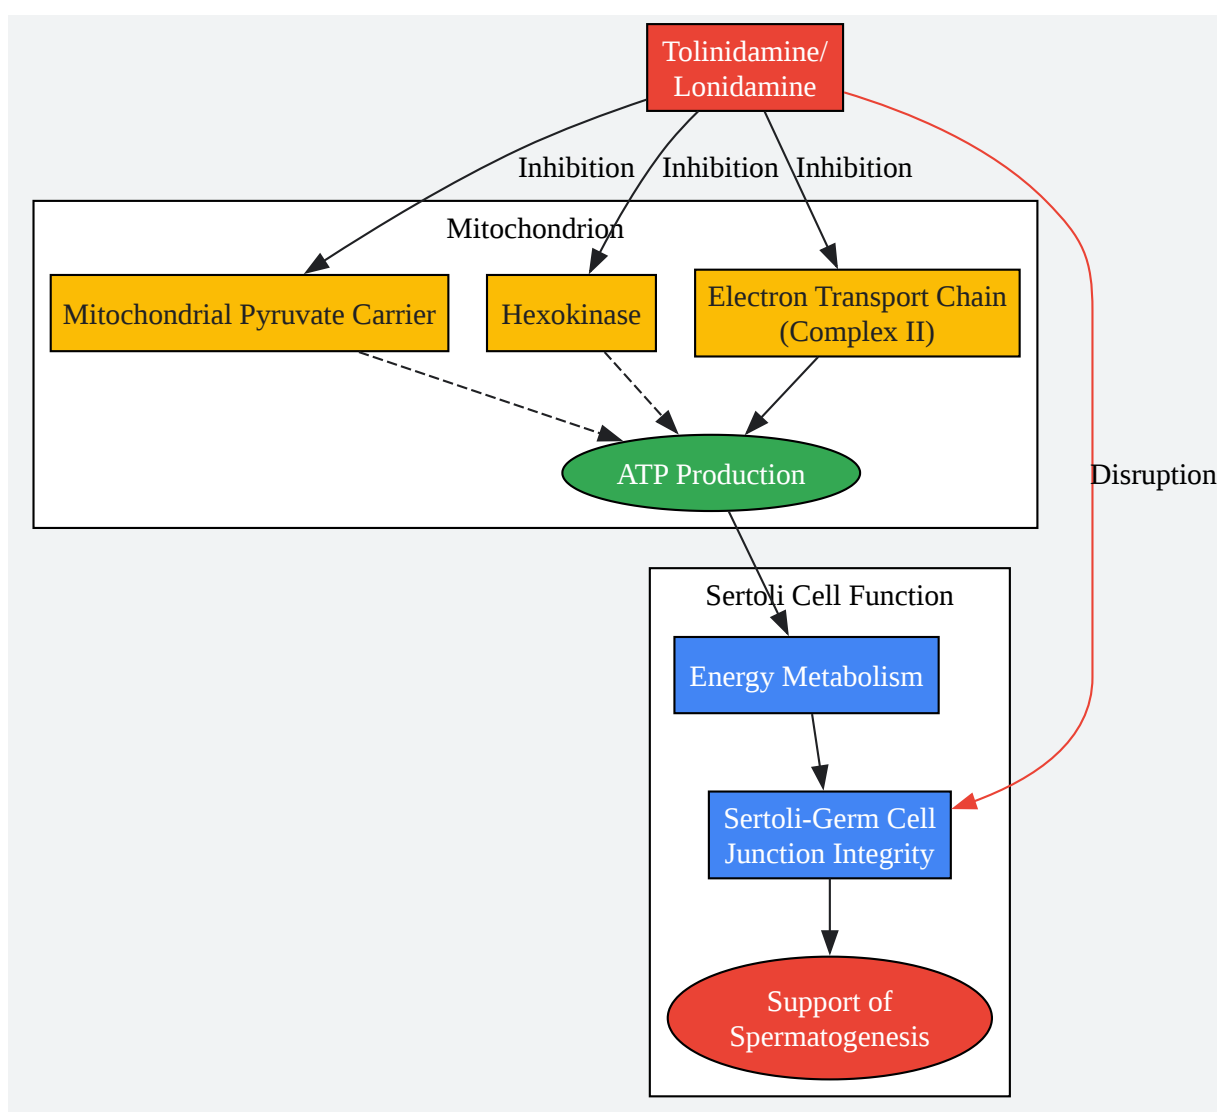 Tolinidamine/
Lonidamine
Inhibition
Inhibition
Inhibition
Mitochondrion
Mitochondrial Pyruvate Carrier
Hexokinase
Electron Transport Chain
(Complex II)
ATP Production
Disruption
Sertoli Cell Function
Energy Metabolism
Sertoli-Germ Cell
Junction Integrity
Support of
Spermatogenesis